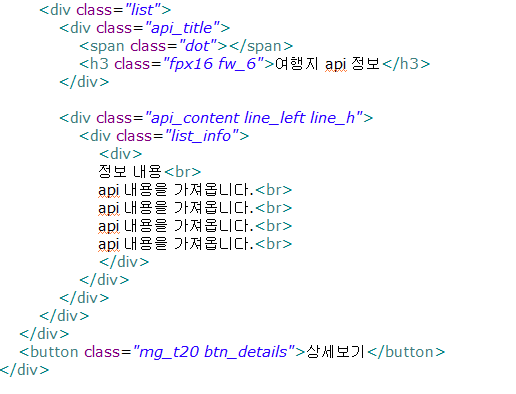 <div class="list">
<div class="api_title">
<span class="dot"></span>
<h3 class="fpx16 fw_6">여행지 api 정보</h3>
</div>
<div class="api_content line_left line_h">
<div class="list_info">
<div>
정보 내용<br>
api 내용을 가져옵니다.<br>
api 내용을 가져옵니다.<br>
api 내용을 가져옵니다.<br>
api 내용을 가져옵니다.<br>
</div>
</div>
</div>
</div>
</div>
<button class="mg_t20 btn_details">상세보기</button>
</div>